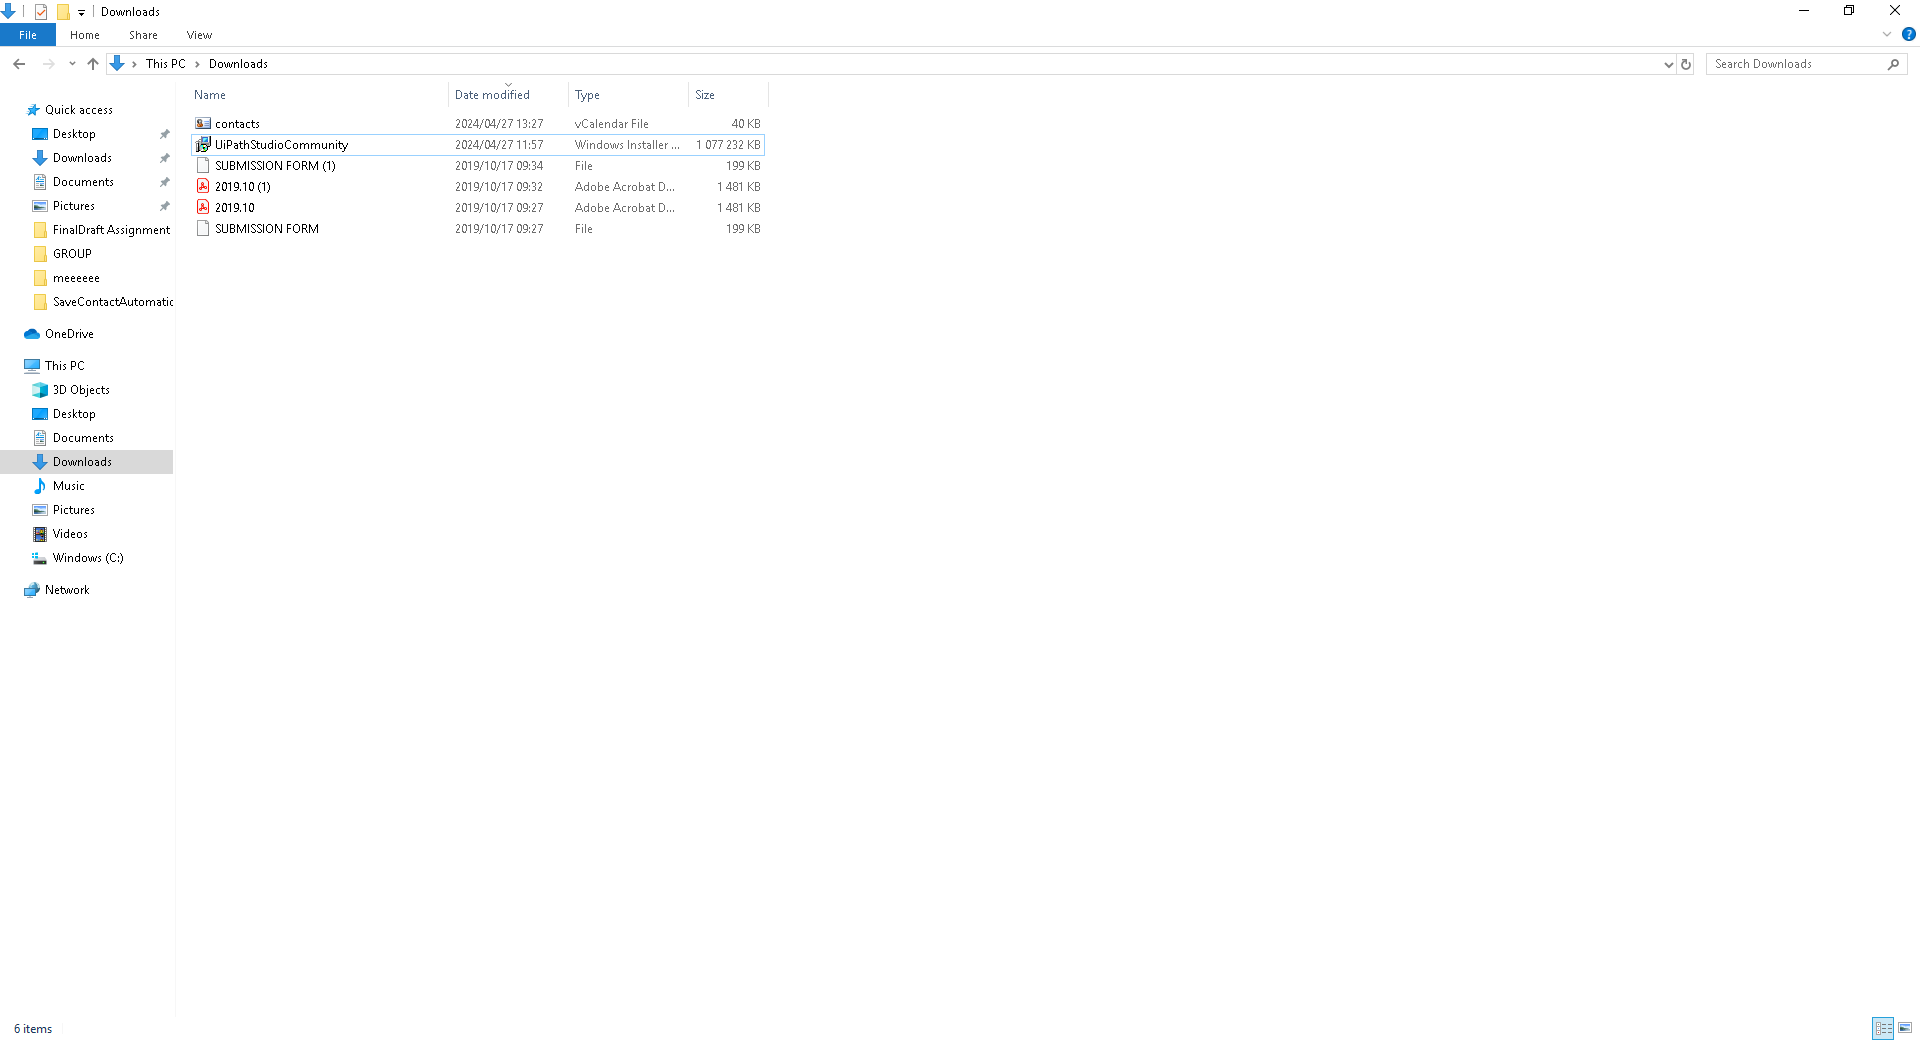 Downloads
File Home Share View
This PC Downloads
Search Downloads
Name Date modified Type Size
contacts 2024/04/27 13:27 vCalendar File 40 KB
UiPathStudioCommunity 2024/04/27 11:57 Windows Installer ... 1 077 232 KB
SUBMISSION FORM (1) 2019/10/17 09:34 File 199 KB
2019.10 (1) 2019/10/17 09:32 Adobe Acrobat D... 1 481 KB
2019.10 2019/10/17 09:27 Adobe Acrobat D... 1 481 KB
SUBMISSION FORM 2019/10/17 09:27 File 199 KB
Quick access
Desktop
Downloads
Documents
Pictures
FinalDraft Assignment
GROUP
meeeeee
SaveContactAutomatic
OneDrive
This PC
3D Objects
Desktop
Documents
Downloads
Music
Pictures
Videos
Windows (C:)
Network
6 items